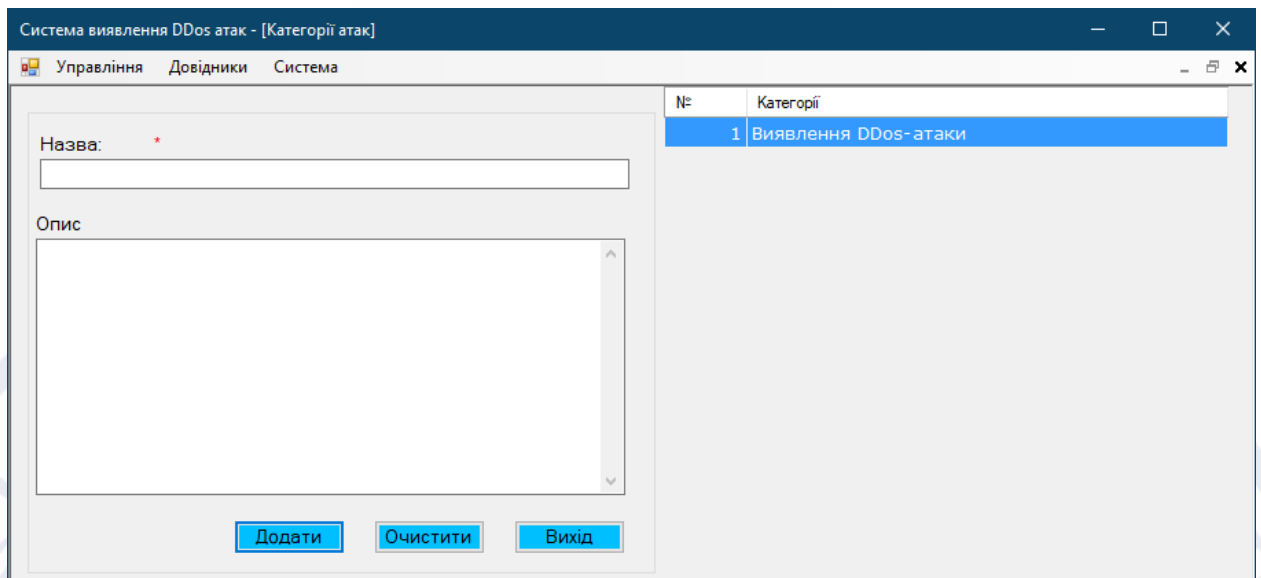 Система виявлення DDos атак - [Категорії атак]
Управління Довідники Система
№ Категорії
1 Виявлення DDos-атаки
Назва: *
Опис
Додати Очистити Вихід